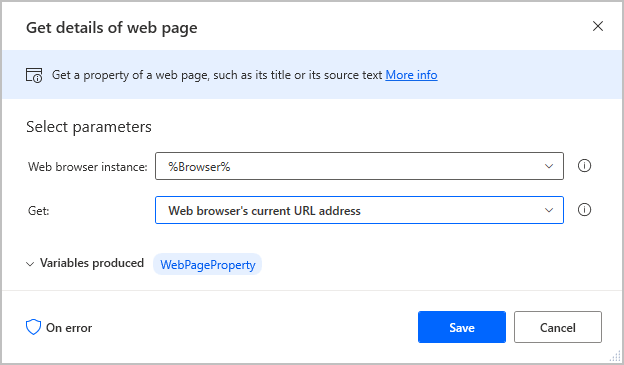 Get details of web page
Get a property of a web page, such as its title or its source text More info
Select parameters
Web browser instance: %Browser%
Get: Web browser's current URL address
Variables produced WebPageProperty
On error Save Cancel